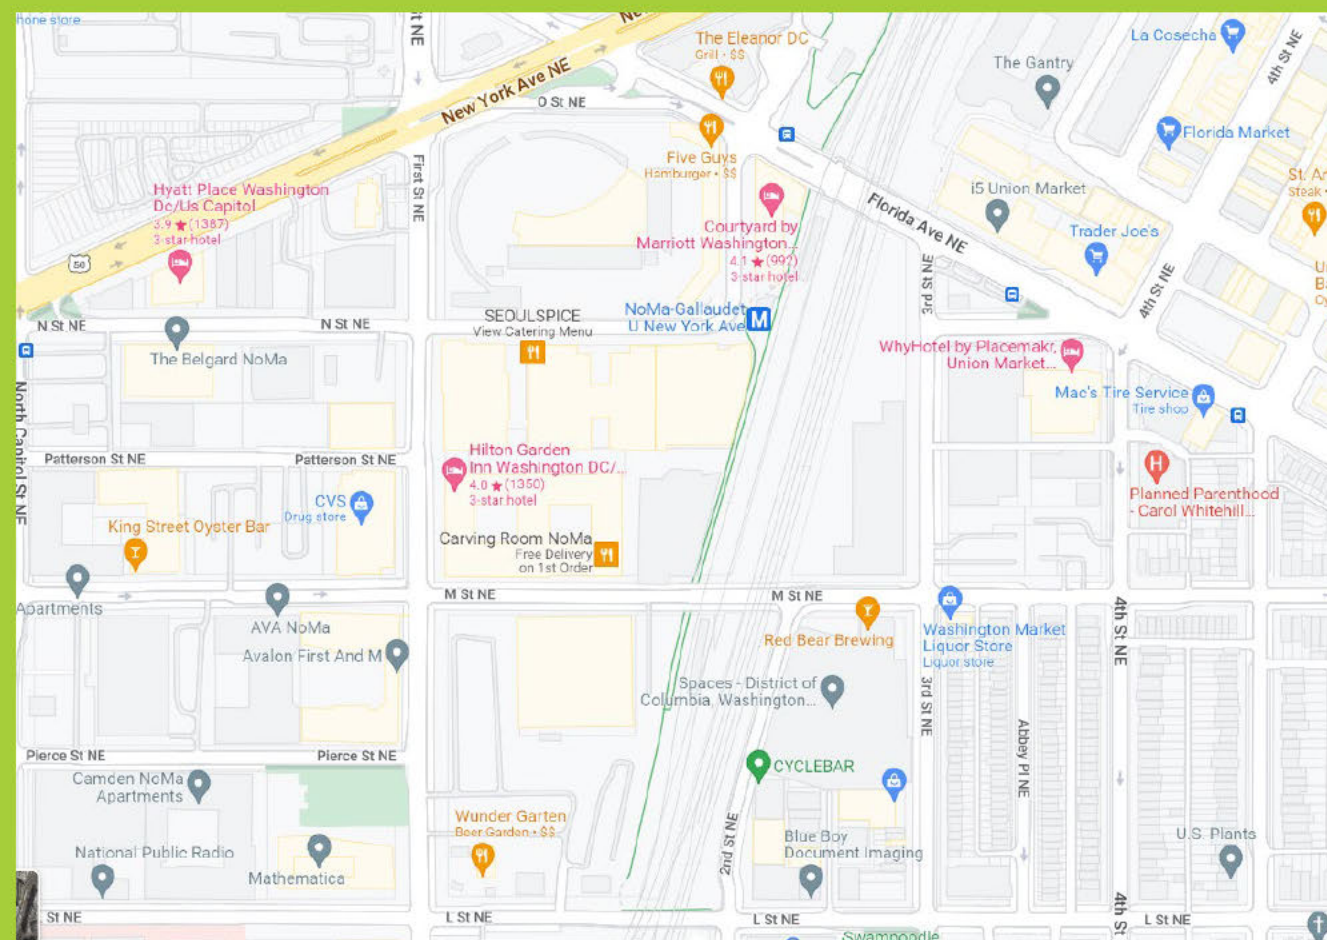 hone store
St NE
New York Ave NE
O St NE
The Eleanor DC
Grill • $$
Five Guys
Hamburger • $$
The Gantry
La Cosecha
4th St NE
Florida Market
Hyatt Place Washington
Dc/Us Capitol
3.9 ★ (1387)
3-star hotel
First St NE
Courtyard by
Marriott Washington...
4.1 ★ (992)
3-star hotel
Florida Ave NE
i5 Union Market
Trader Joe's
St. An
Steak •
50
N St NE
N St NE
The Belgard NoMa
SEOULSPICE
View Catering Menu
NoMa-Gallaudet
U New York Ave
M
3rd St NE
4th St NE
WhyHotel by Placemakr,
Union Market...
Mac's Tire Service
Tire shop
North Capitol St NE
Patterson St NE
Patterson St NE
Hilton Garden
Inn Washington DC/...
4.0 ★ (1350)
3-star hotel
H
Planned Parenthood
- Carol Whitehill...
CVS
Drug store
King Street Oyster Bar
Carving Room NoMa
Free Delivery
on 1st Order
Apartments
AVA NoMa
Avalon First And M
M St NE
M St NE
Red Bear Brewing
Washington Market
Liquor Store
Liquor store
4th St NE
Spaces - District of
Columbia, Washington...
3rd St NE
Abbey Pl NE
Pierce St NE
Pierce St NE
Camden NoMa
Apartments
CYCLEBAR
Wunder Garten
Beer Garden • $$
2nd St NE
Blue Boy
Document Imaging
U.S. Plants
National Public Radio
Mathematica
St NE
L St NE
L St NE
4th St
L St NE
Swampoodle